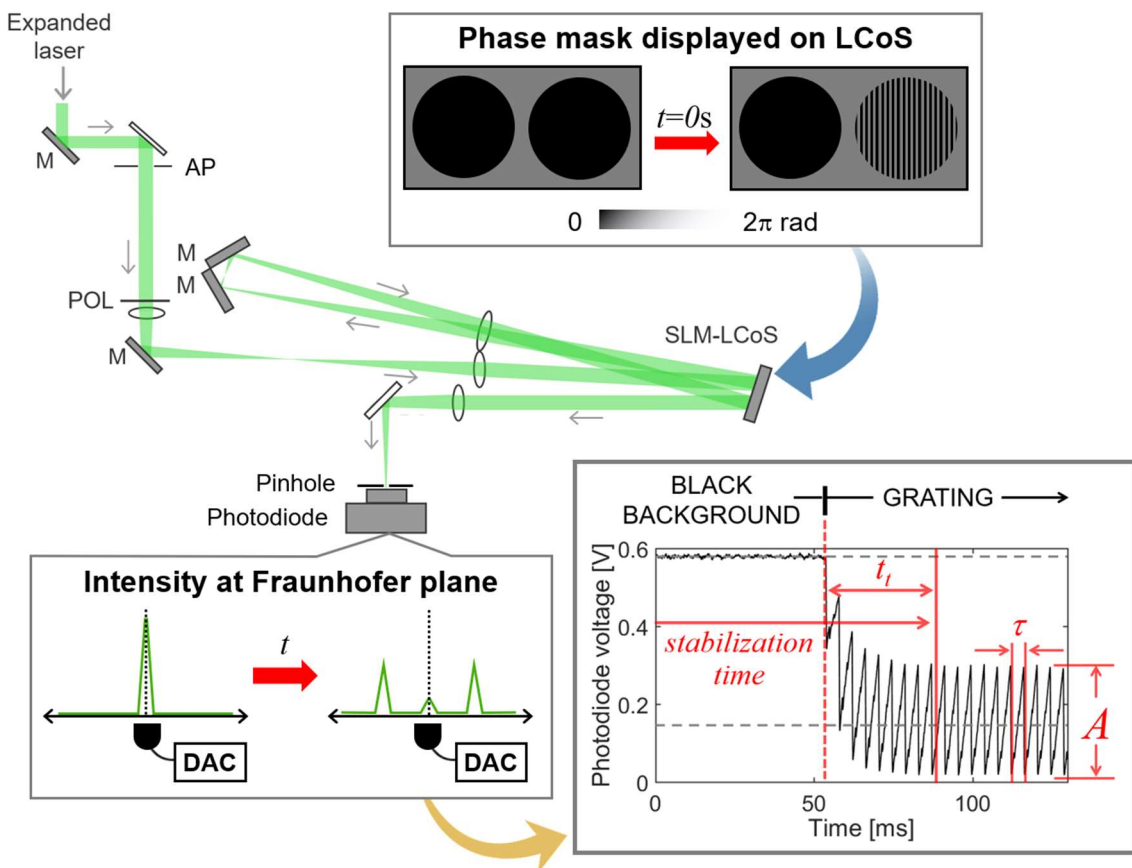 Expanded
laser
M
AP
POL
M
M
M
Phase mask displayed on LCoS
t=0s
0
2π rad
SLM-LCoS
Pinhole
Photodiode
Intensity at Fraunhofer plane
t
DAC
DAC
BLACK
BACKGROUND
GRATING
Photodiode voltage [V]
0.6
0.4
0.2
0
t_t
stabilization
time
τ
A
0
50
100
Time [ms]